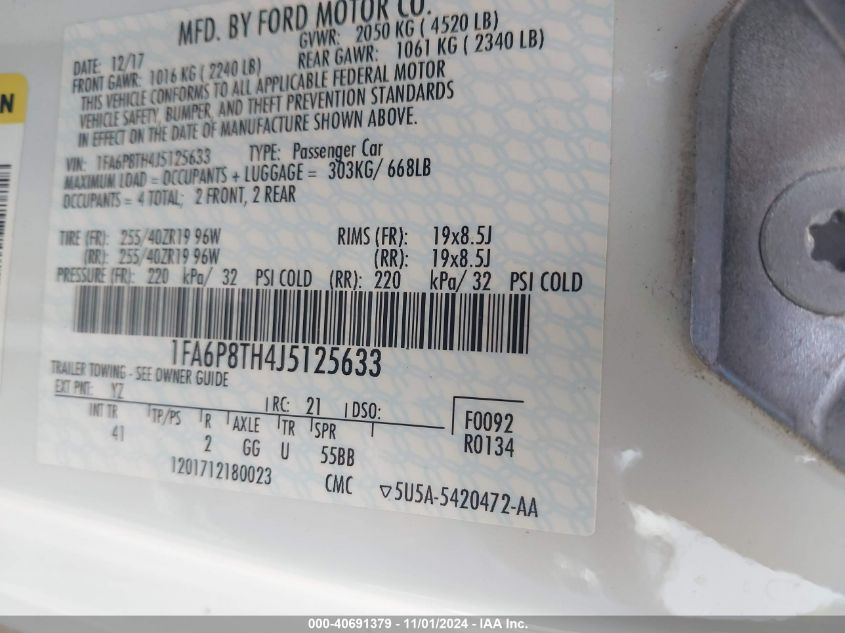 MFD. BY FORD MOTOR CO.
DATE: 12/17 GVWR: 2050 KG ( 4520 LB)
FRONT GAWR: 1016 KG ( 2240 LB) REAR GAWR: 1061 KG ( 2340 LB)
THIS VEHICLE CONFORMS TO ALL APPLICABLE FEDERAL MOTOR
VEHICLE SAFETY, BUMPER, AND THEFT PREVENTION STANDARDS
IN EFFECT ON THE DATE OF MANUFACTURE SHOWN ABOVE.
VIN: 1FA6P8TH4J5125633 TYPE: Passenger Car
MAXIMUM LOAD = OCCUPANTS + LUGGAGE = 303KG/ 668LB
OCCUPANTS = 4 TOTAL; 2 FRONT, 2 REAR
TIRE (FR): 255/40ZR19 96W RIMS (FR): 19x8.5J
(RR): 255/40ZR19 96W (RR): 19x8.5J
PRESSURE (FR): 220 kPa/ 32 PSI COLD (RR): 220 kPa/ 32 PSI COLD
1FA6P8TH4J5125633
TRAILER TOWING - SEE OWNER GUIDE
EXT PNT: YZ RC: 21 DSO: F0092
INT TR TP/PS R AXLE TR SPR R0134
41 2 GG U 55BB
1201712180023 CMC ▽5U5A-5420472-AA
N
000-40691379 - 11/01/2024 - IAA Inc.